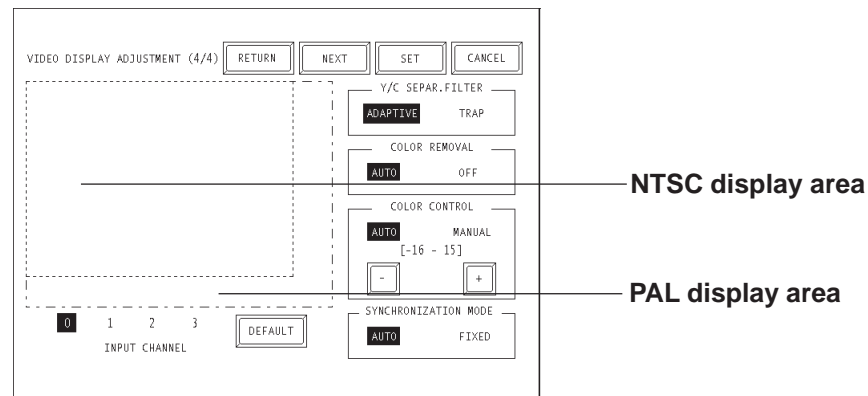 VIDEO DISPLAY ADJUSTMENT (4/4) RETURN NEXT SET CANCEL
Y/C SEPAR.FILTER
ADAPTIVE TRAP
COLOR REMOVAL
AUTO OFF
NTSC display area
COLOR CONTROL
AUTO MANUAL
[-16 - 15]
- +
PAL display area
SYNCHRONIZATION MODE
AUTO FIXED
0 1 2 3 DEFAULT
INPUT CHANNEL